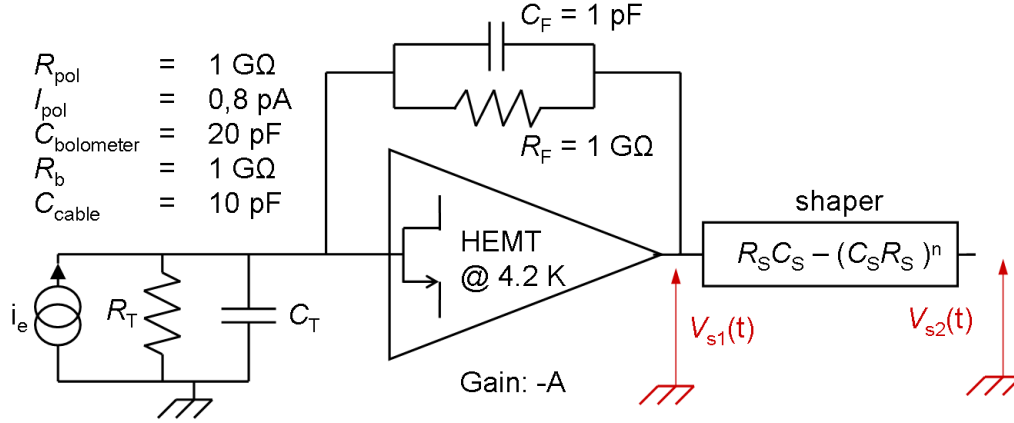 C_F = 1 pF
R_pol = 1 GΩ
I_pol = 0,8 pA
C_bolometer = 20 pF
R_b = 1 GΩ
C_cable = 10 pF
R_F = 1 GΩ
shaper
HEMT
@ 4.2 K
R_SC_S – (C_SR_S)^n
i_e
R_T
C_T
V_s1(t)
V_s2(t)
Gain: -A